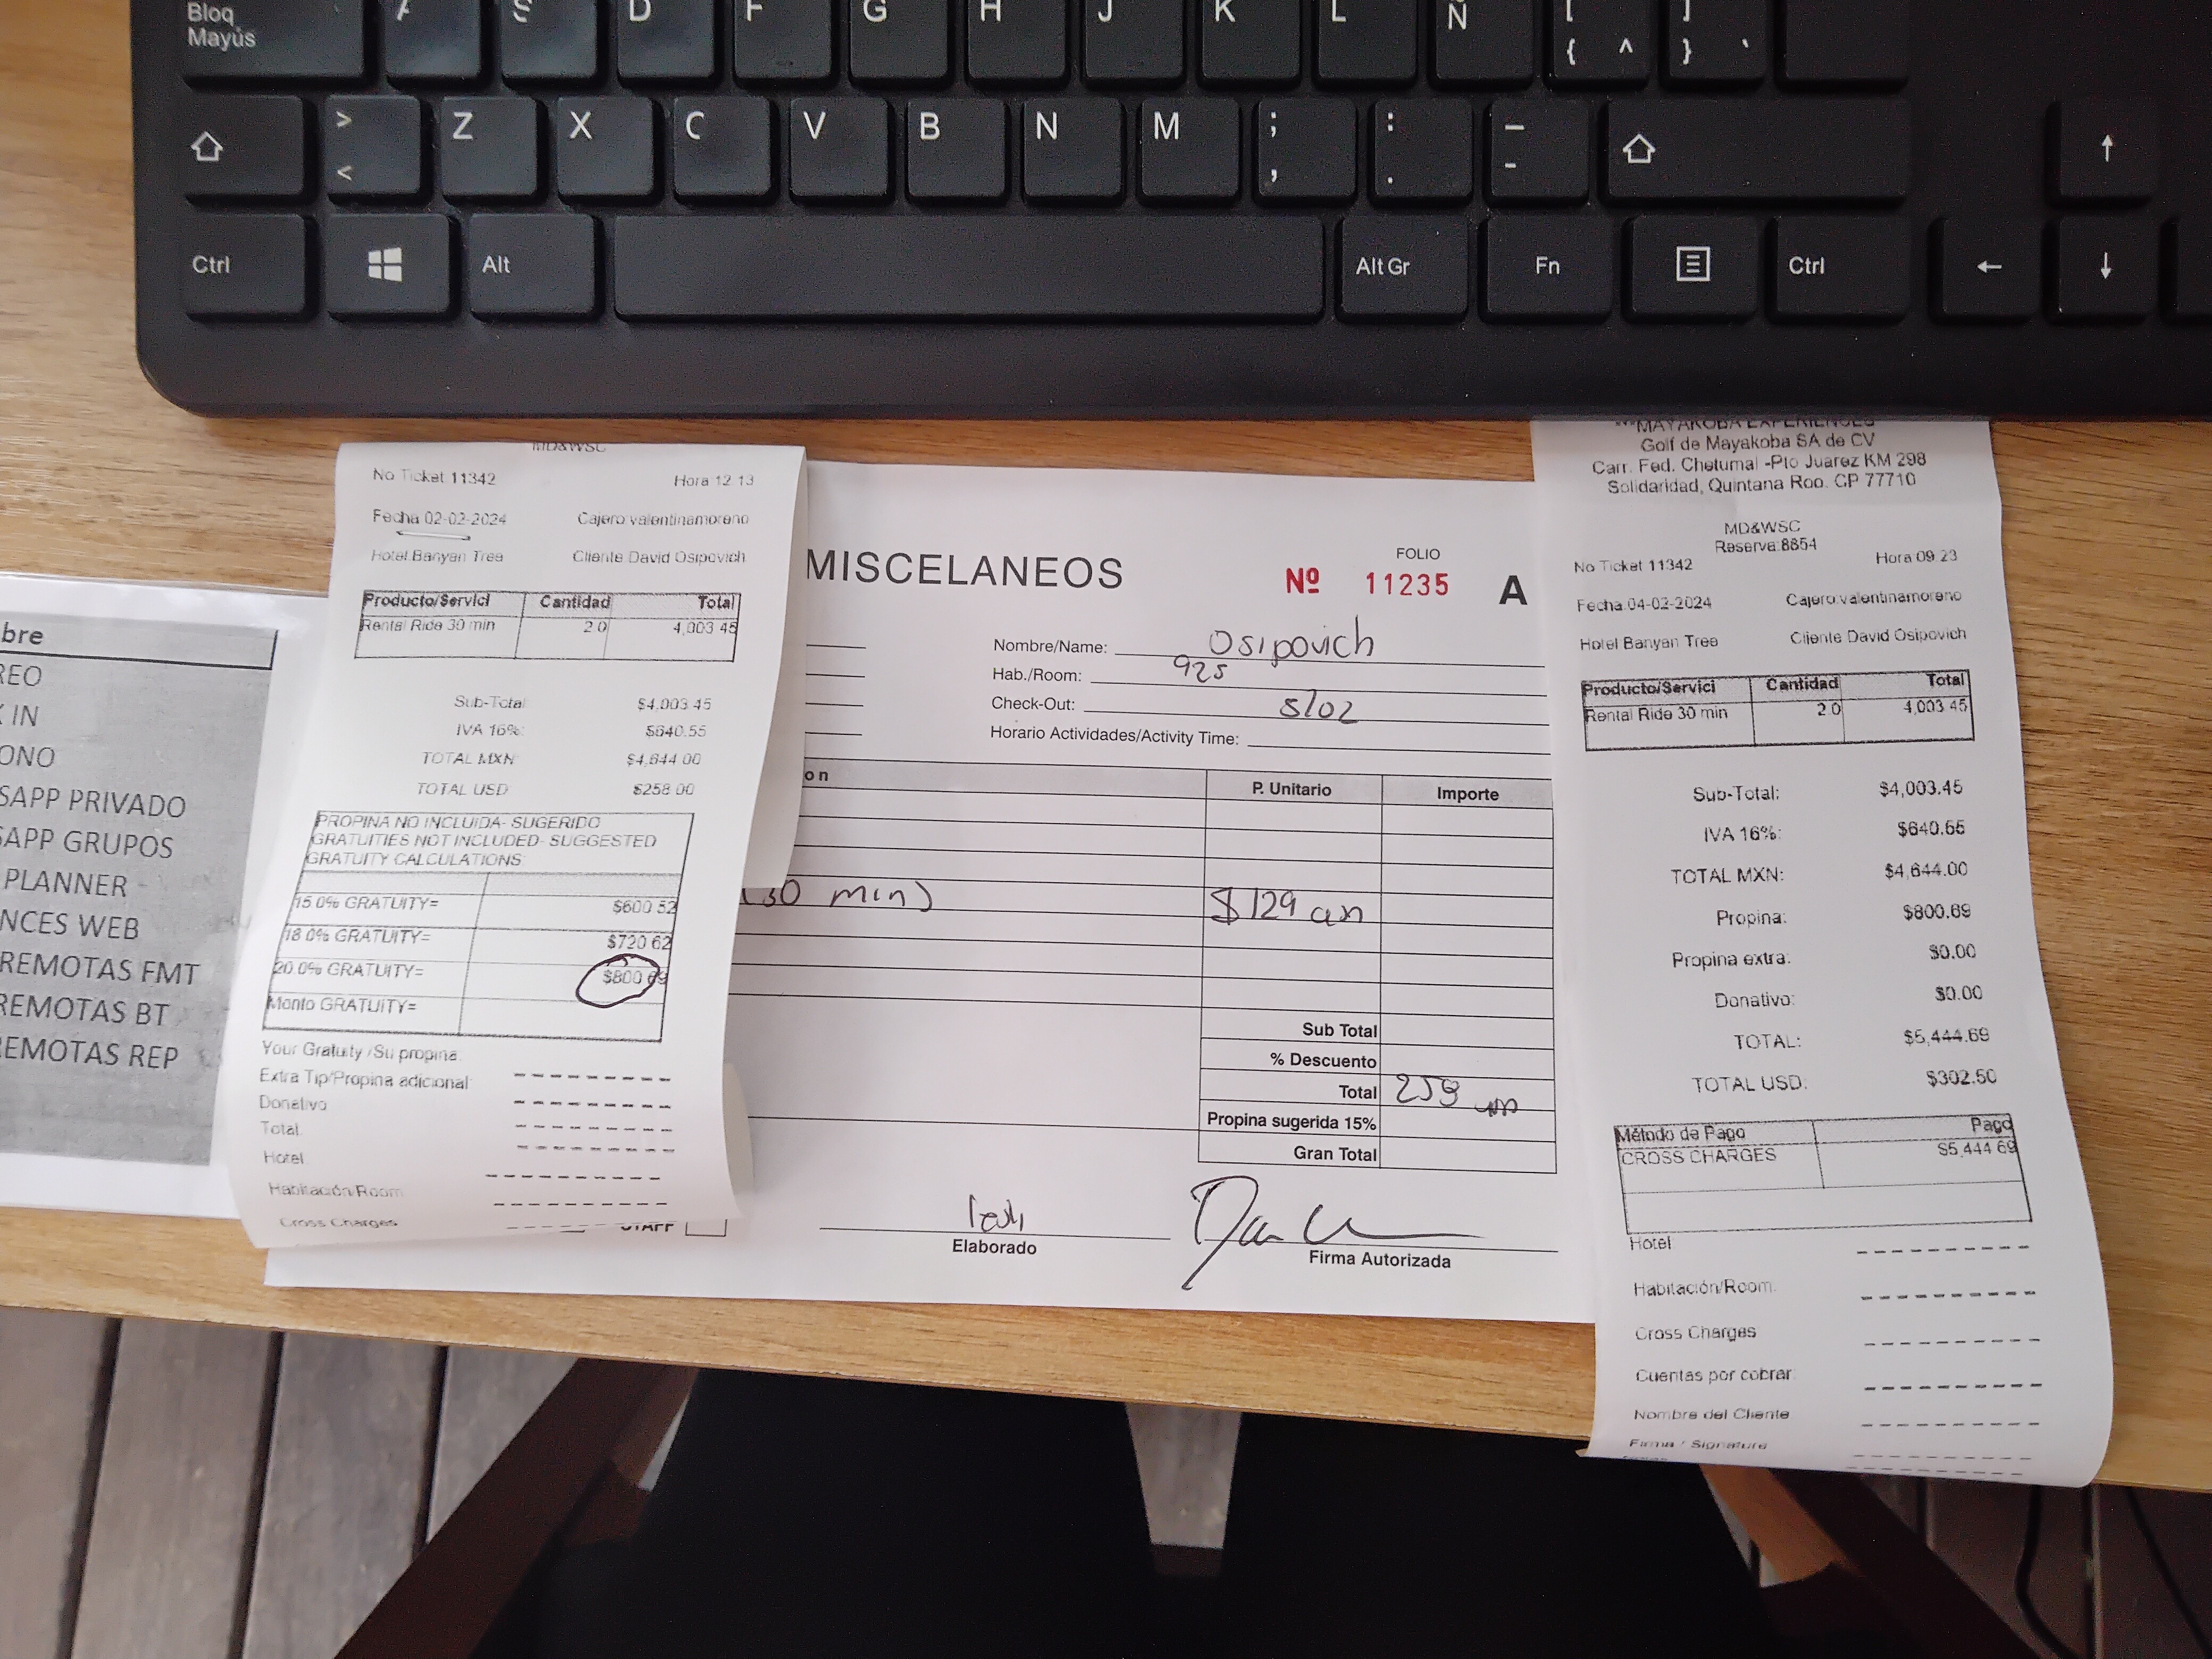 Bloq
Mayús
A S D F G H J K L Ñ [ ]
{ ^ } `
> Z X C V B N M ; : _
< , . -
Ctrl Alt Alt Gr Fn Ctrl
MD&WSC
No Ticket 11342 Hora 12:13
Fecha 02-02-2024 Cajero:valentinamoreno
Hotel Banyan Tree Cliente David Osipovich
Producto/Servici Cantidad Total
Rental Ride 30 min 2.0 4,003.45
Sub-Total $4,003.45
IVA 16%: $640.55
TOTAL MXN: $4,644.00
TOTAL USD $258.00
PROPINA NO INCLUIDA- SUGERIDO
GRATUITIES NOT INCLUDED- SUGGESTED
GRATUITY CALCULATIONS:
15.0% GRATUITY= $600.52
18.0% GRATUITY= $720.62
20.0% GRATUITY= $800.69
Monto GRATUITY=
Your Gratuity /Su propina:
Extra Tip/Propina adicional:
Donativo
Total:
Hotel
Habitación/Room
Cross Charges
bre
REO
K IN
ONO
SAPP PRIVADO
SAPP GRUPOS
PLANNER
NCES WEB
REMOTAS FMT
REMOTAS BT
REMOTAS REP
MISCELANEOS
FOLIO
Nº 11235 A
Nombre/Name: Osipovich
Hab./Room: 925
Check-Out: 5/02
Horario Actividades/Activity Time:
on P. Unitario Importe
(30 min) $129
Sub Total
% Descuento
Total 258
Propina sugerida 15%
Gran Total
STAFF
Elaborado
Firma Autorizada
***MAYAKOBA EXPERIENCES
Golf de Mayakoba SA de CV
Carr. Fed. Chetumal -Pto Juarez KM 298
Solidaridad, Quintana Roo. CP 77710
MD&WSC
Reserva:8854
No Ticket 11342 Hora 09:23
Fecha:04-02-2024 Cajero:valentinamoreno
Hotel Banyan Tree Cliente David Osipovich
Producto/Servici Cantidad Total
Rental Ride 30 min 2.0 4,003.45
Sub-Total: $4,003.45
IVA 16%: $640.55
TOTAL MXN: $4,644.00
Propina: $800.69
Propina extra: $0.00
Donativo: $0.00
TOTAL: $5,444.69
TOTAL USD: $302.50
Método de Pago Pago
CROSS CHARGES $5,444.69
Hotel
Habitación/Room:
Cross Charges
Cuentas por cobrar:
Nombre del Cliente
Firma / Signature